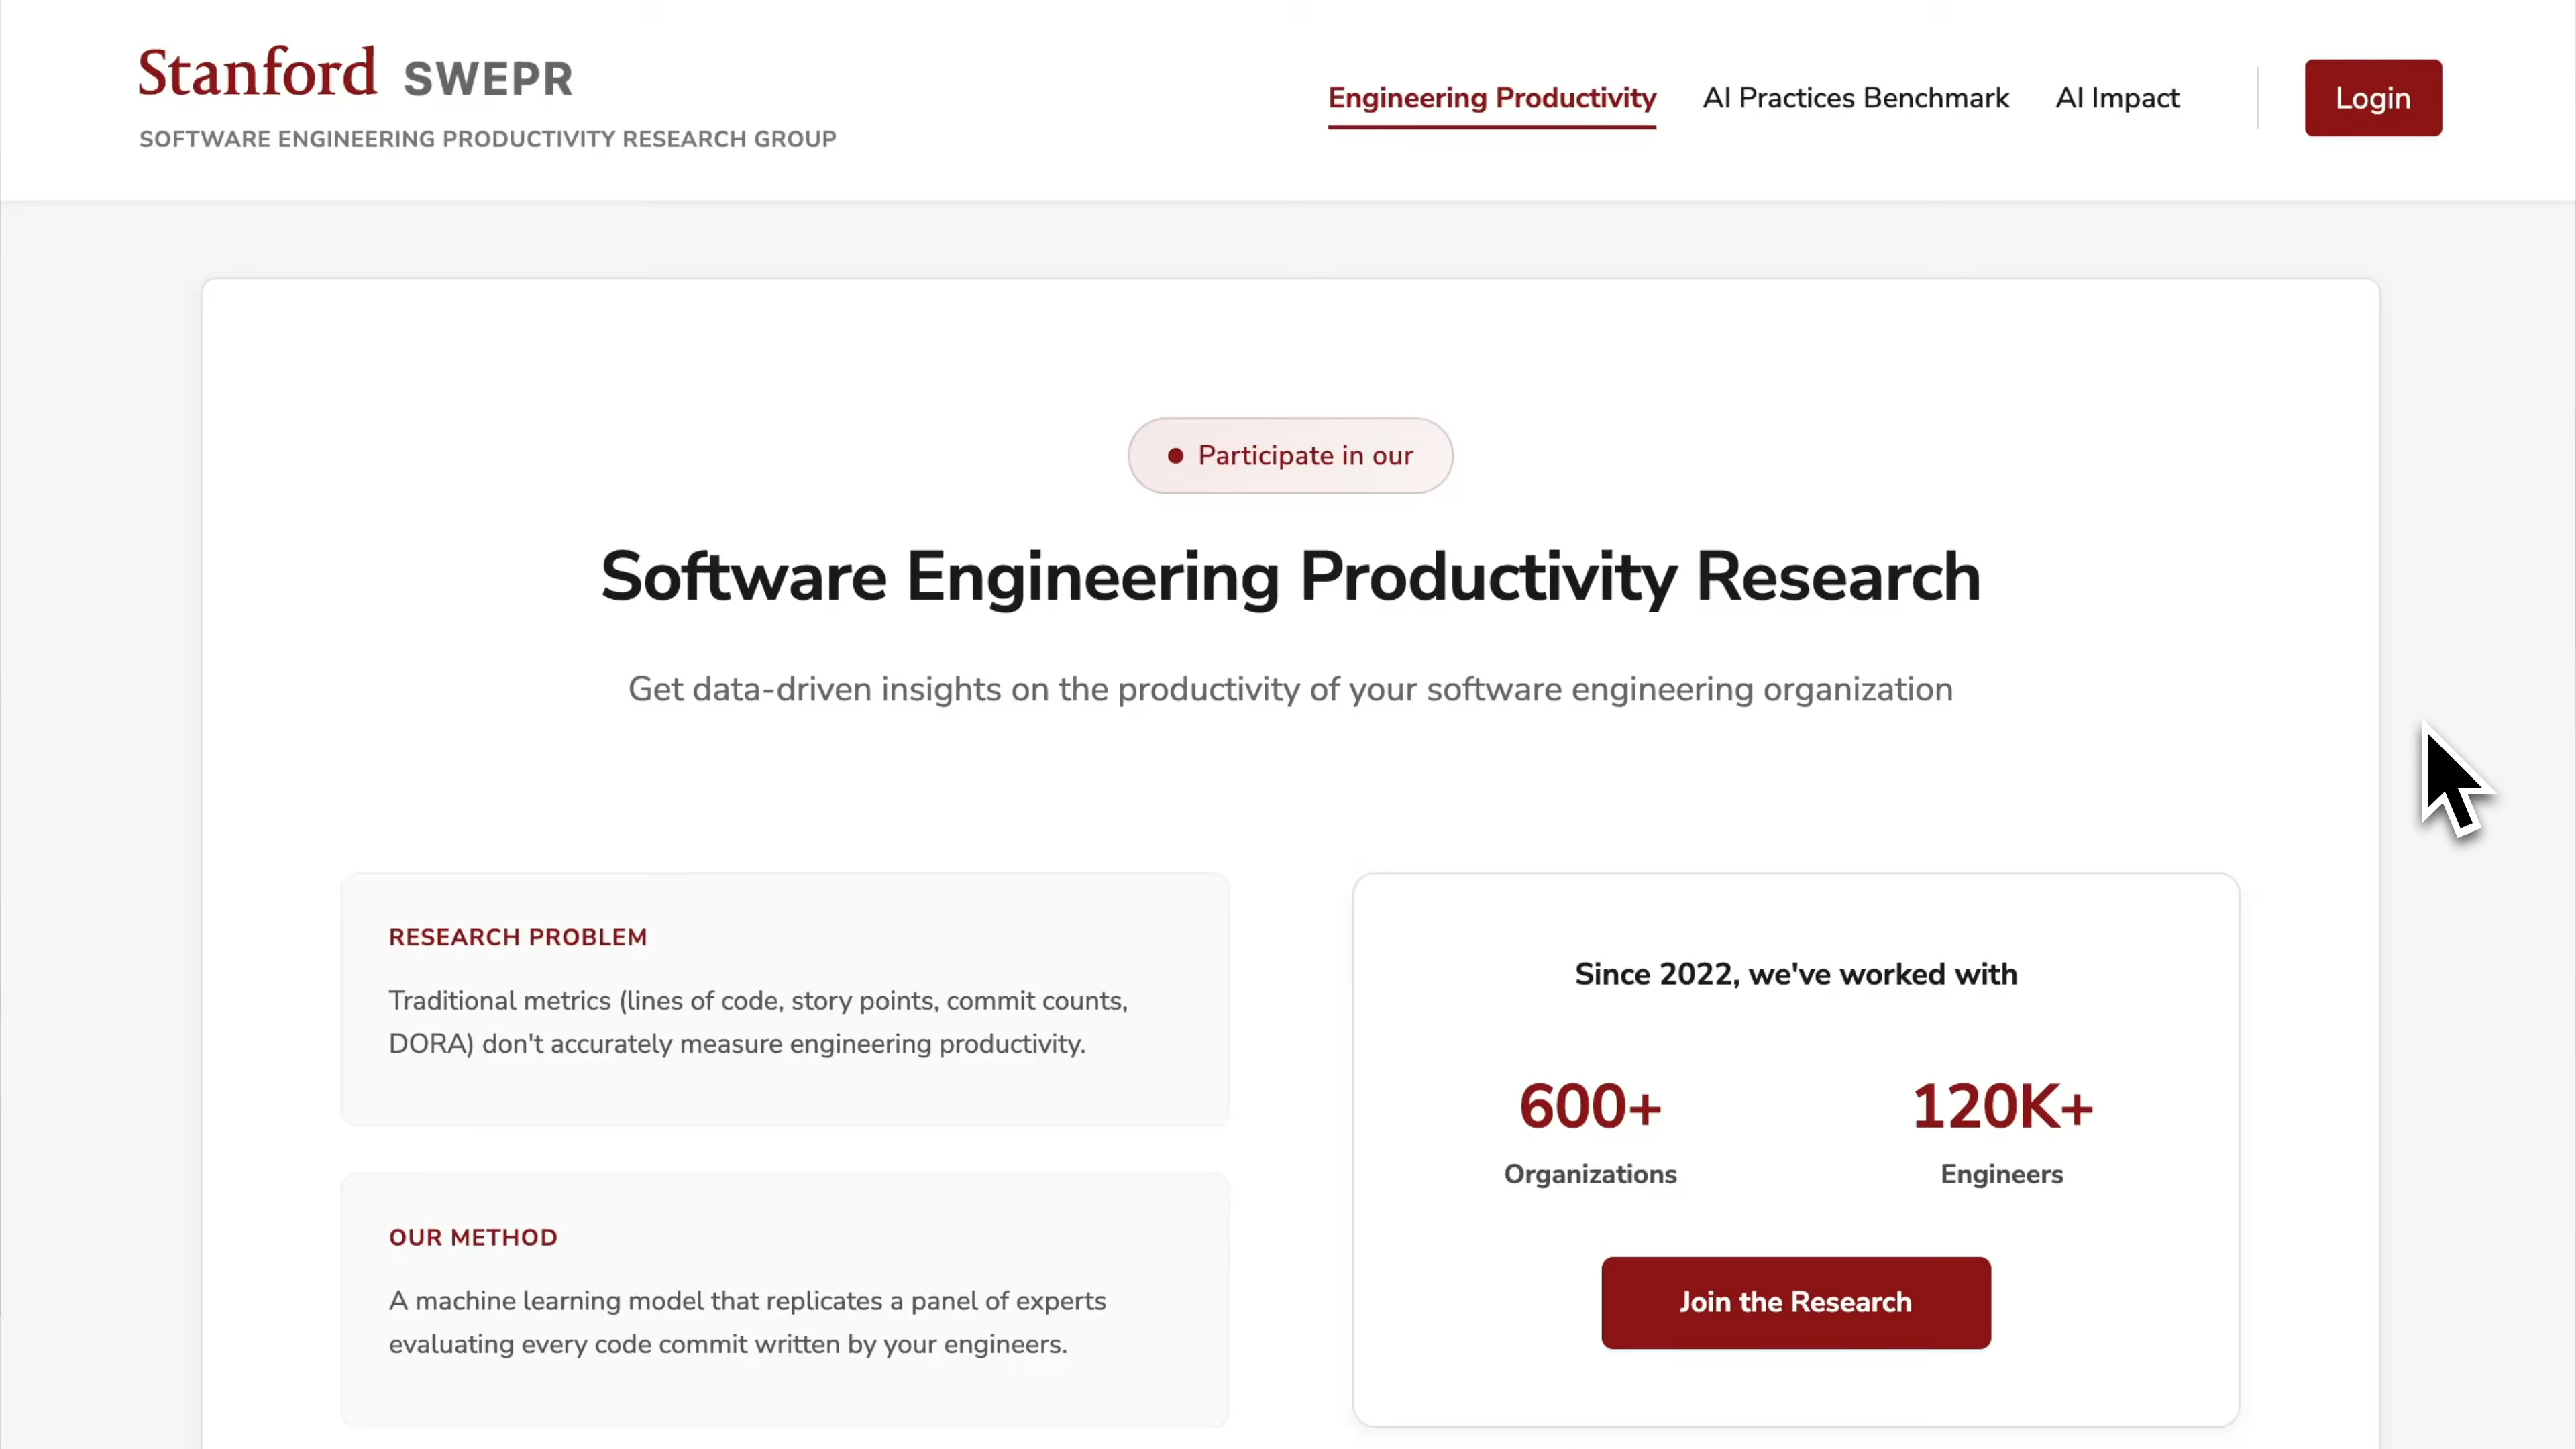 Stanford SWEPR
SOFTWARE ENGINEERING PRODUCTIVITY RESEARCH GROUP
Engineering Productivity
AI Practices Benchmark
AI Impact
Login
Participate in our
Software Engineering Productivity Research
Get data-driven insights on the productivity of your software engineering organization
RESEARCH PROBLEM
Traditional metrics (lines of code, story points, commit counts,
DORA) don't accurately measure engineering productivity.
OUR METHOD
A machine learning model that replicates a panel of experts
evaluating every code commit written by your engineers.
Since 2022, we've worked with
600+
Organizations
120K+
Engineers
Join the Research